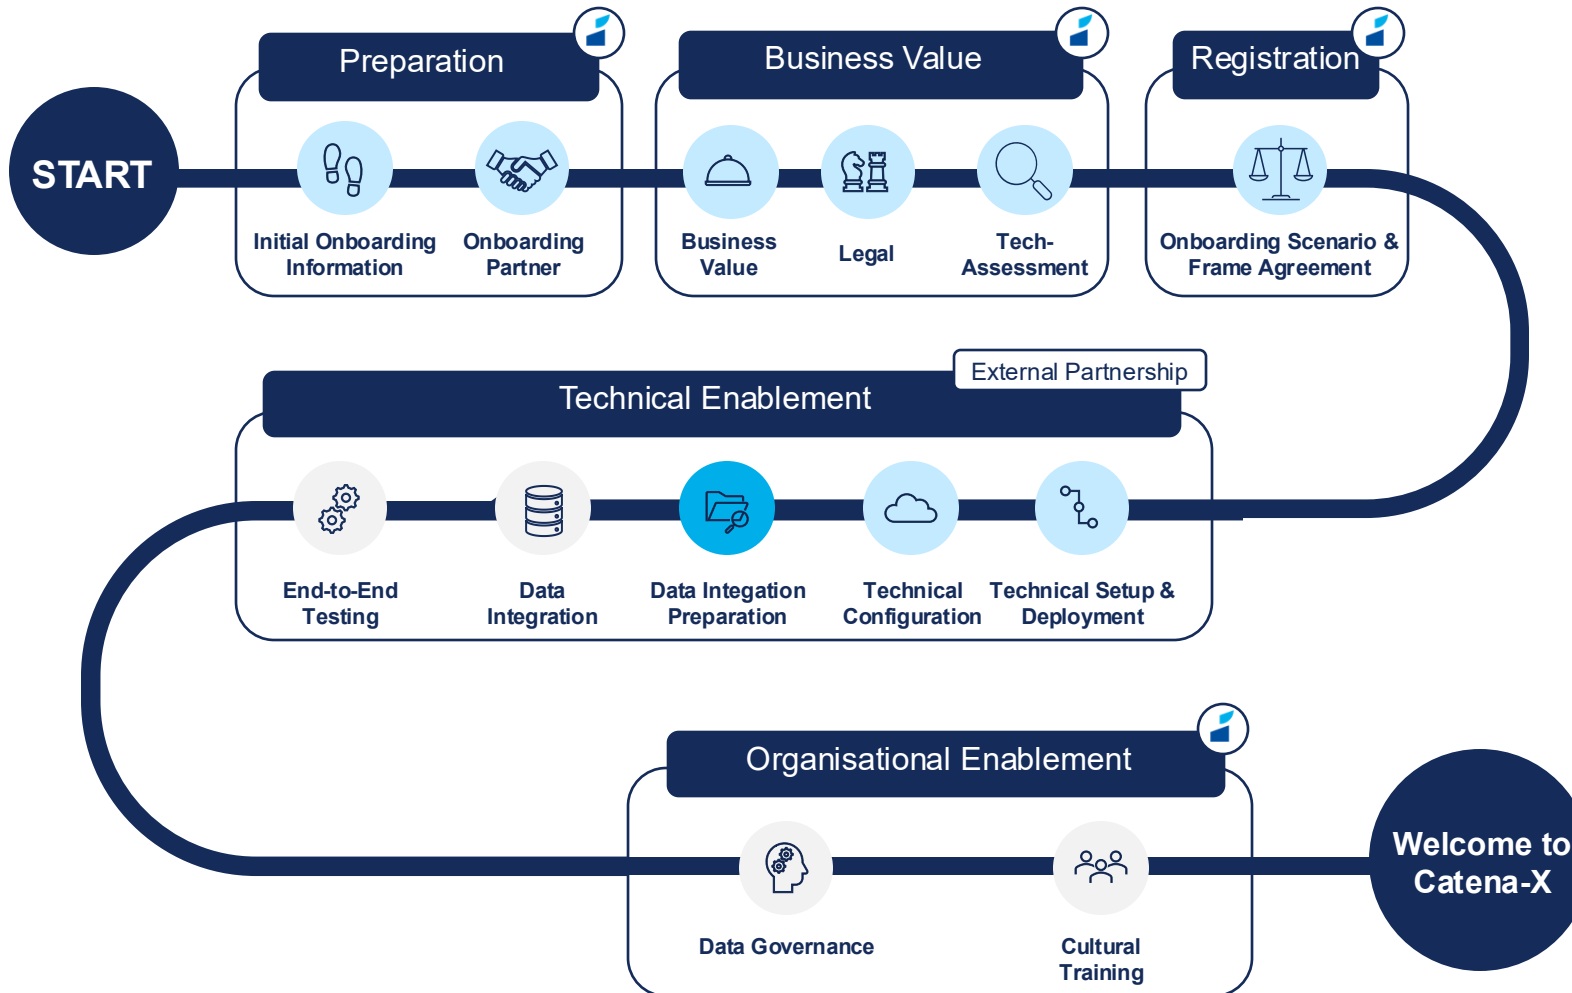 Preparation
Business Value
Registration
START
Initial Onboarding
Information
Onboarding
Partner
Business
Value
Legal
Tech-
Assessment
Onboarding Scenario &
Frame Agreement
External Partnership
Technical Enablement
End-to-End
Testing
Data
Integration
Data Integation
Preparation
Technical
Configuration
Technical Setup &
Deployment
Organisational Enablement
Data Governance
Cultural
Training
Welcome to
Catena-X